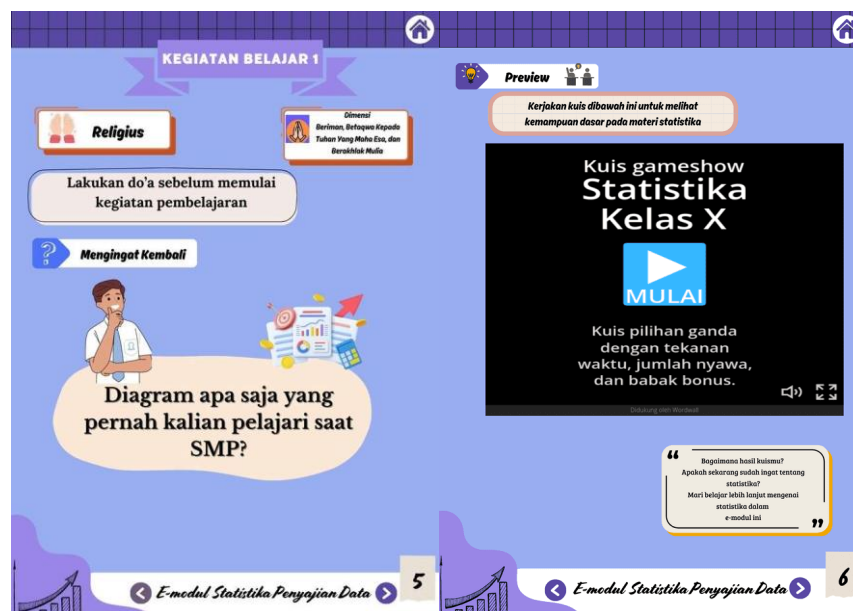 KEGIATAN BELAJAR 1
Religius
Dimensi
Beriman, Betaqwa Kepada
Tuhan Yang Maha Esa, dan
Berakhlak Mulia
Lakukan do'a sebelum memulai
kegiatan pembelajaran
?
Mengingat Kembali
Diagram apa saja yang
pernah kalian pelajari saat
SMP?
E-modul Statistika Penyajian Data
5
Preview
Kerjakan kuis dibawah ini untuk melihat
kemampuan dasar pada materi statistika
Kuis gameshow
Statistika
Kelas X
MULAI
Kuis pilihan ganda
dengan tekanan
waktu, jumlah nyawa,
dan babak bonus.
Didukung oleh Wordwall
“
Bagaimana hasil kuismu?
Apakah sekarang sudah ingat tentang
statistika?
Mari belajar lebih lanjut mengenai
statistika dalam
e-modul ini
”
E-modul Statistika Penyajian Data
6